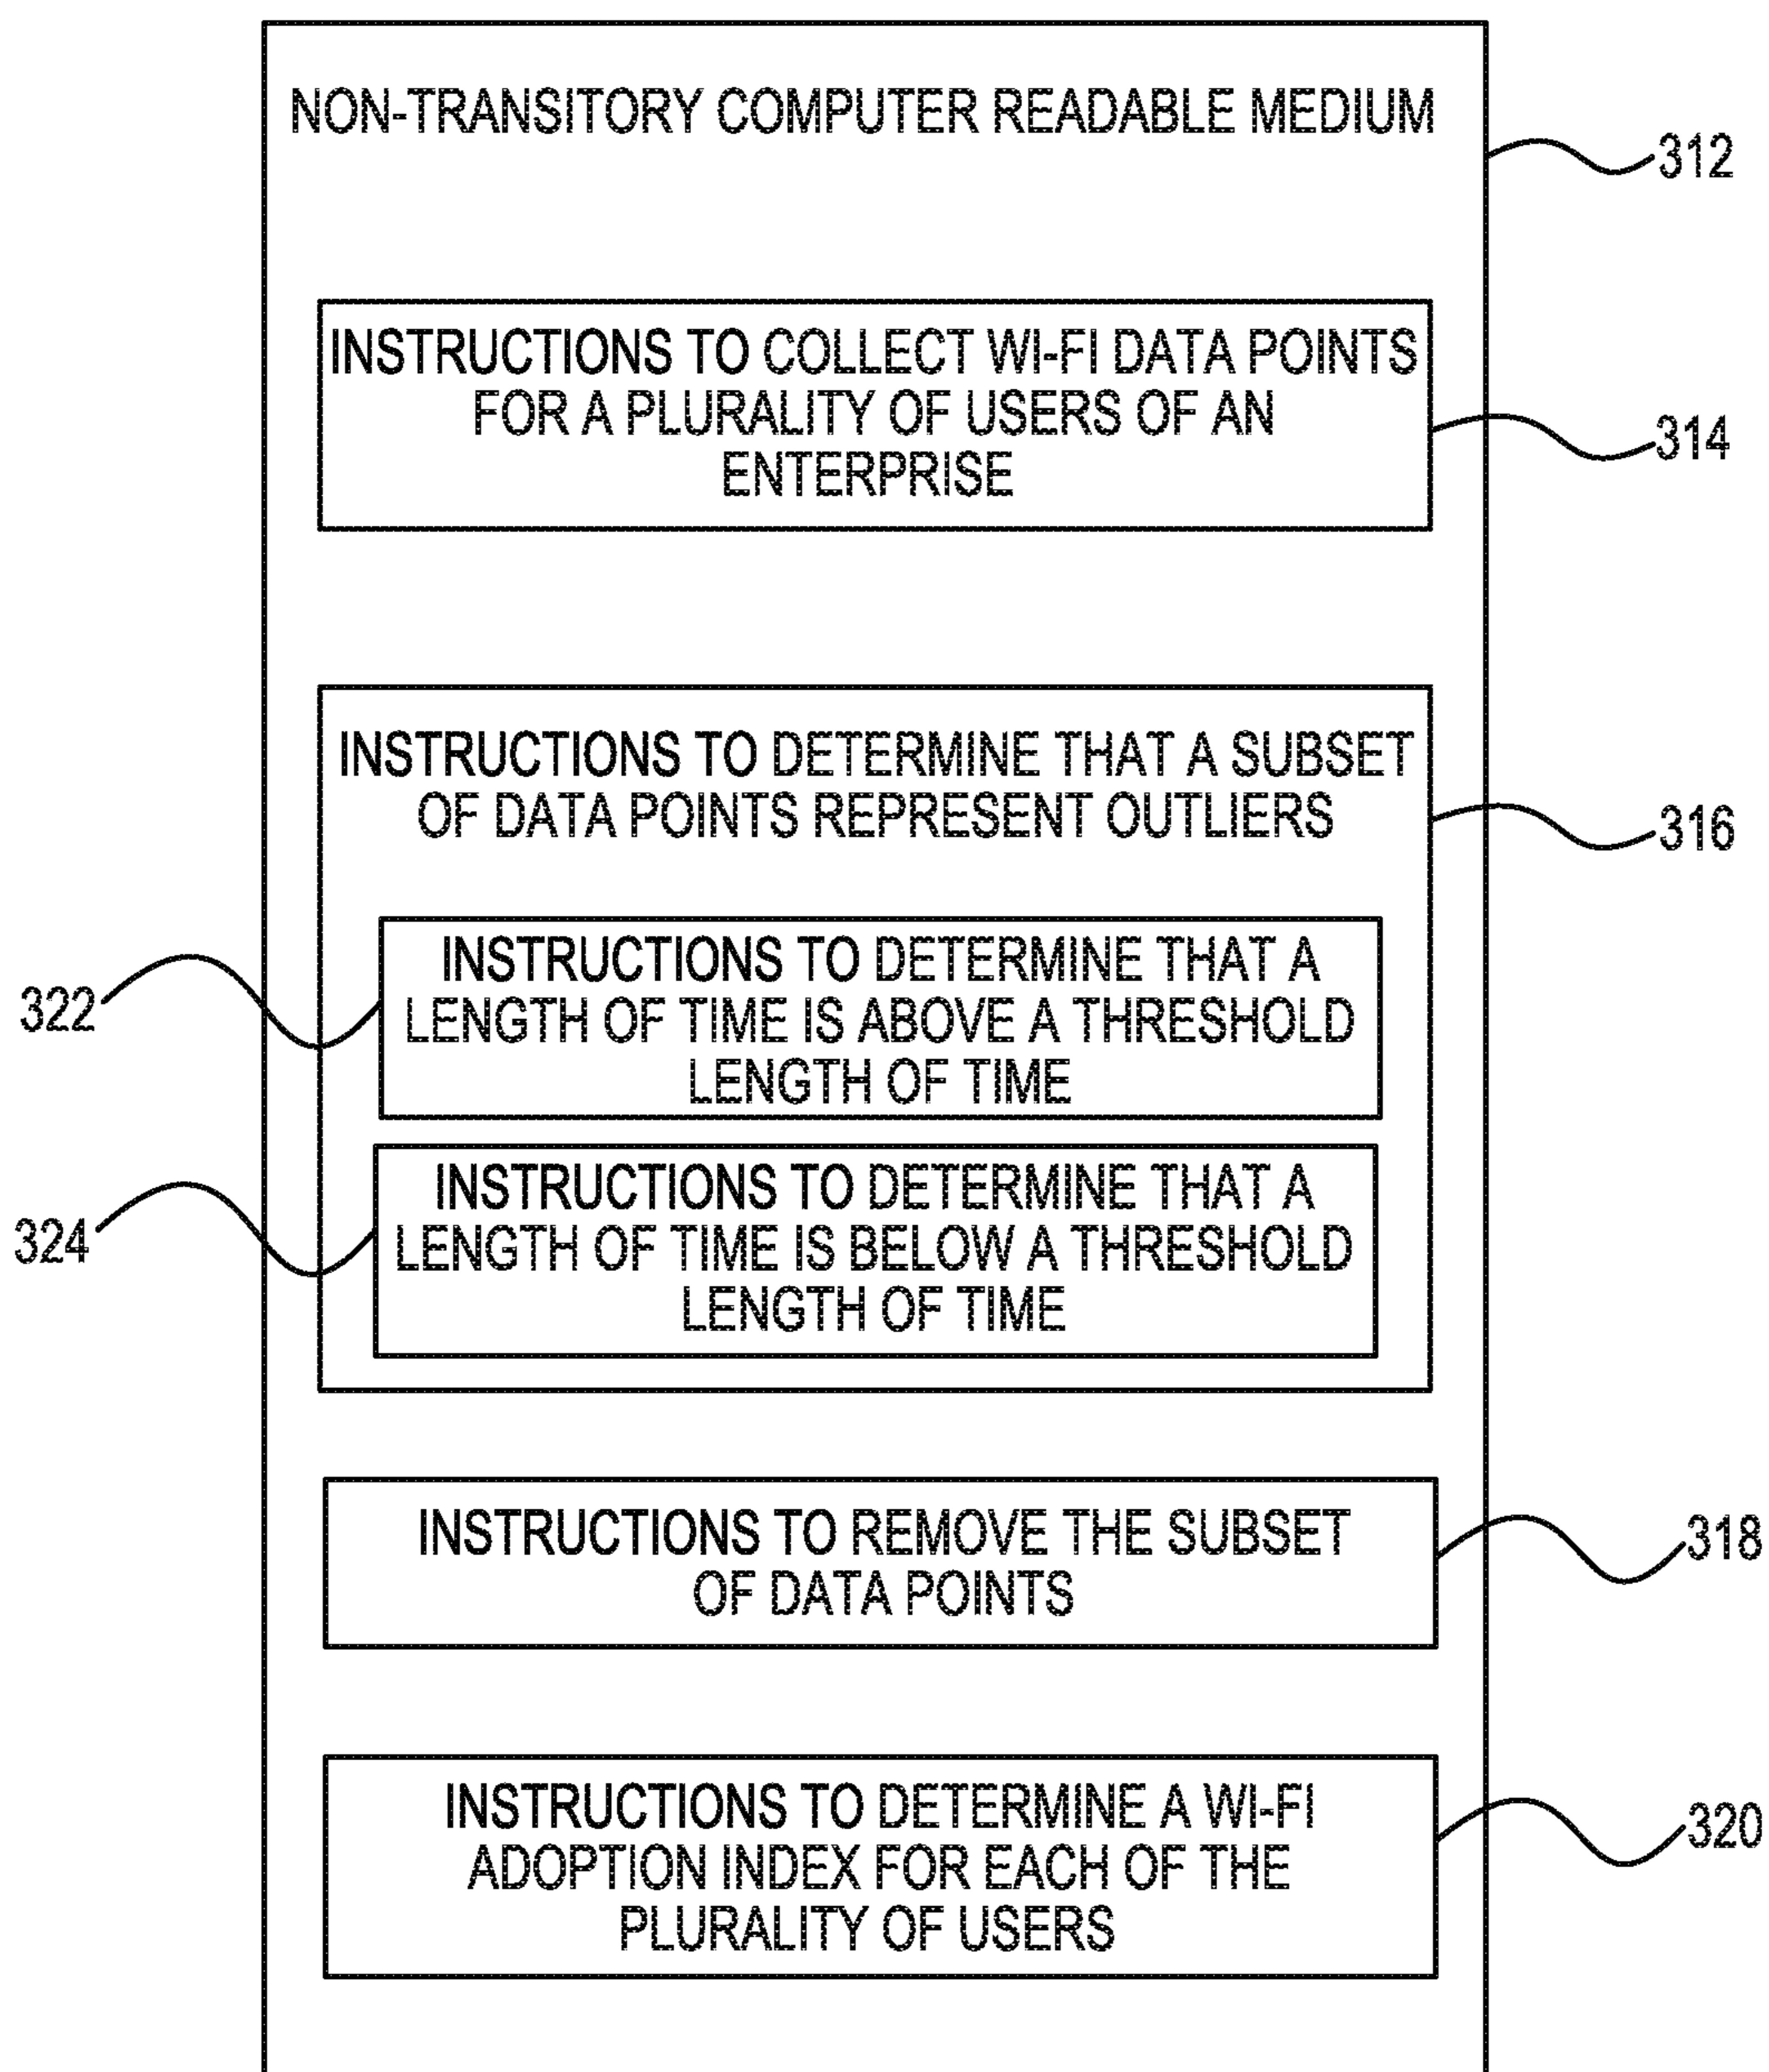 NON-TRANSITORY COMPUTER READABLE MEDIUM
312
INSTRUCTIONS TO COLLECT WI-FI DATA POINTS
FOR A PLURALITY OF USERS OF AN
ENTERPRISE
314
INSTRUCTIONS TO DETERMINE THAT A SUBSET
OF DATA POINTS REPRESENT OUTLIERS
316
INSTRUCTIONS TO DETERMINE THAT A
LENGTH OF TIME IS ABOVE A THRESHOLD
LENGTH OF TIME
322
INSTRUCTIONS TO DETERMINE THAT A
LENGTH OF TIME IS BELOW A THRESHOLD
LENGTH OF TIME
324
INSTRUCTIONS TO REMOVE THE SUBSET
OF DATA POINTS
318
INSTRUCTIONS TO DETERMINE A WI-FI
ADOPTION INDEX FOR EACH OF THE
PLURALITY OF USERS
320